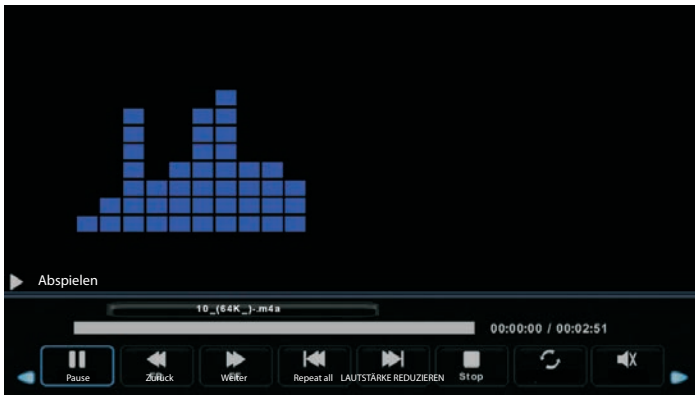 Abspielen
10_(64K_)-.m4a
00:00:00 / 00:02:51
Pause Zurück Weiter Repeat all LAUTSTÄRKE REDUZIEREN Stop